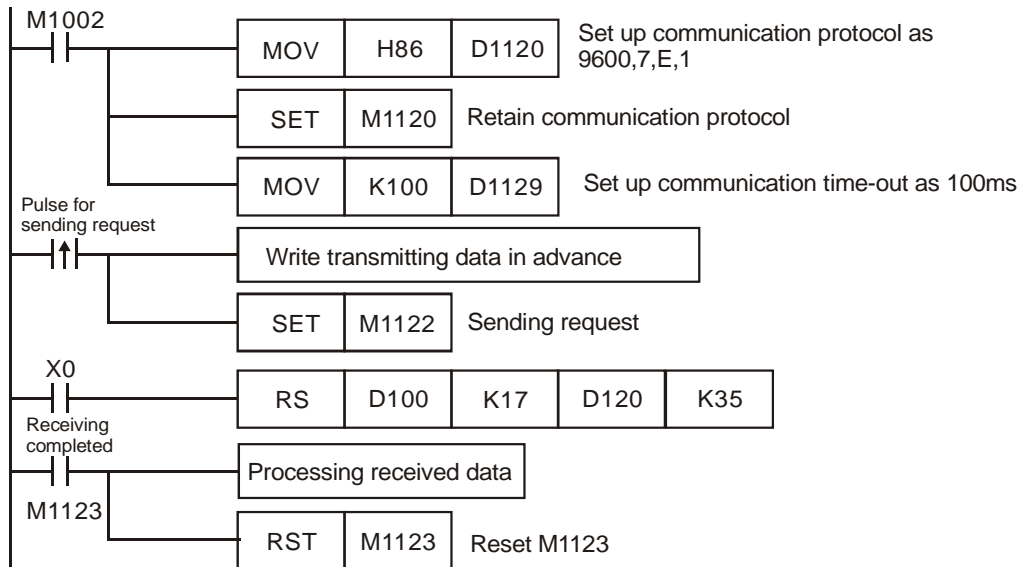 M1002
MOV H86 D1120 Set up communication protocol as
9600,7,E,1
SET M1120 Retain communication protocol
MOV K100 D1129 Set up communication time-out as 100ms
Pulse for
sending request
Write transmitting data in advance
SET M1122 Sending request
X0
RS D100 K17 D120 K35
Receiving
completed
Processing received data
M1123
RST M1123 Reset M1123